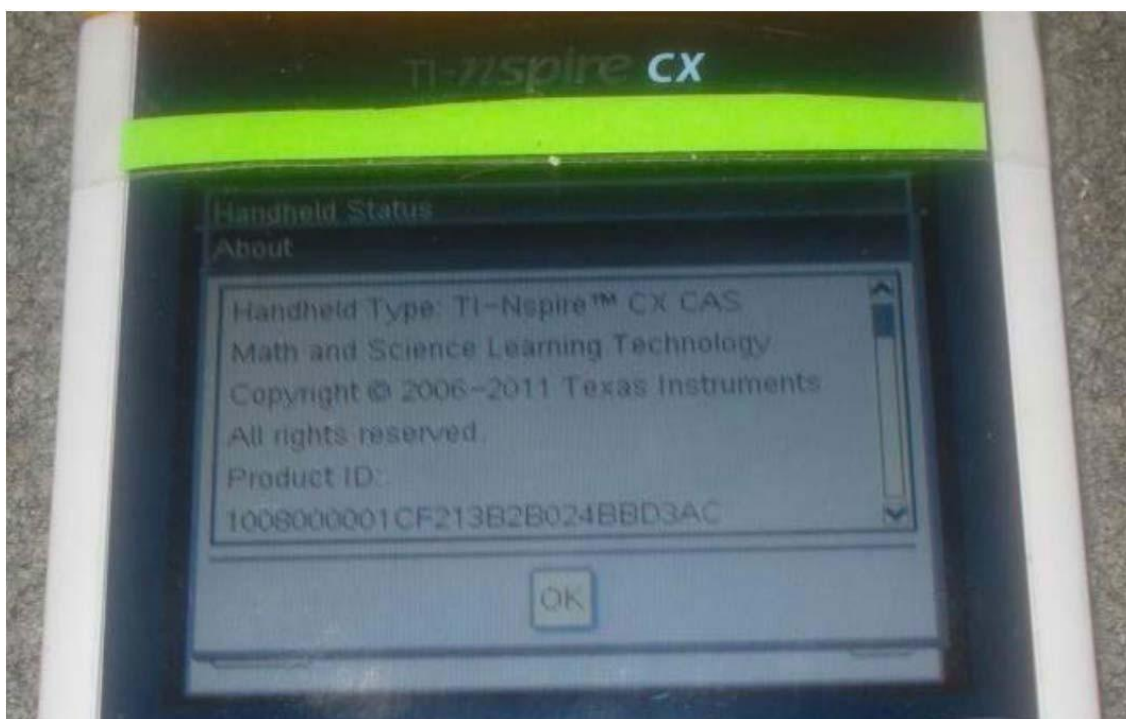 TI-nspire CX
Handheld Status
About
Handheld Type: TI-Nspire™ CX CAS
Math and Science Learning Technology
Copyright © 2006-2011 Texas Instruments
All rights reserved.
Product ID:
1008000001CF213B2B024BBD3AC
OK